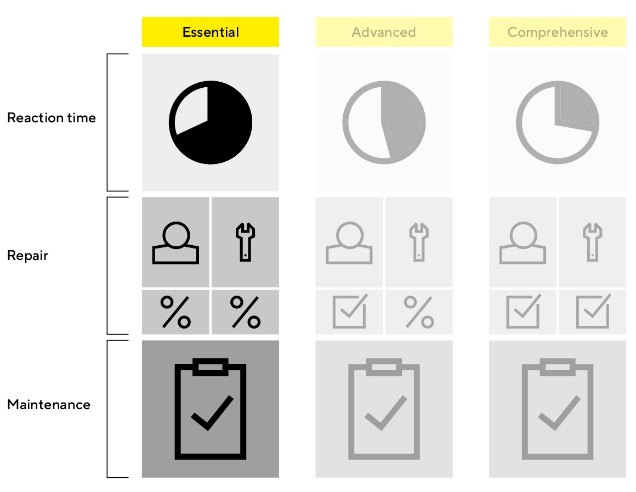 Essential
Advanced
Comprehensive
Reaction time
Repair
% %
%
Maintenance